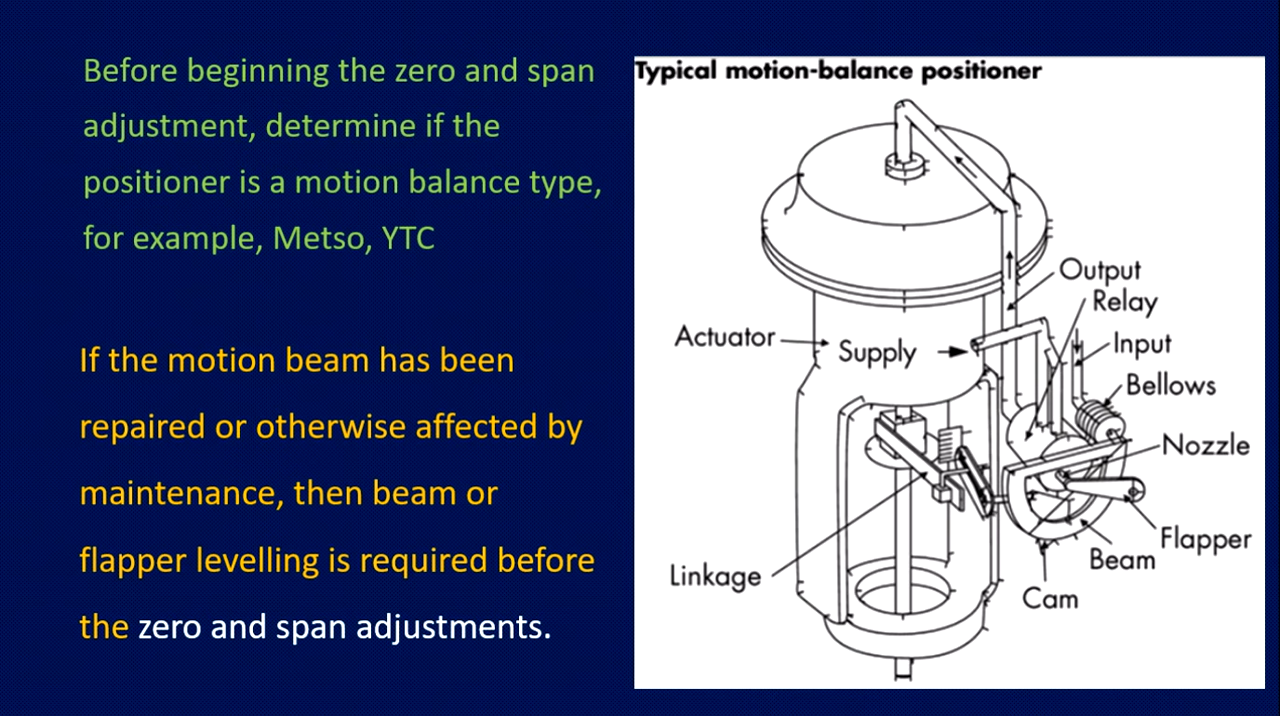 Before beginning the zero and span
adjustment, determine if the
positioner is a motion balance type,
for example, Metso, YTC
If the motion beam has been
repaired or otherwise affected by
maintenance, then beam or
flapper levelling is required before
the zero and span adjustments.
Typical motion-balance positioner
Output
Relay
Actuator
Supply
Input
Bellows
Nozzle
Flapper
Beam
Linkage
Cam